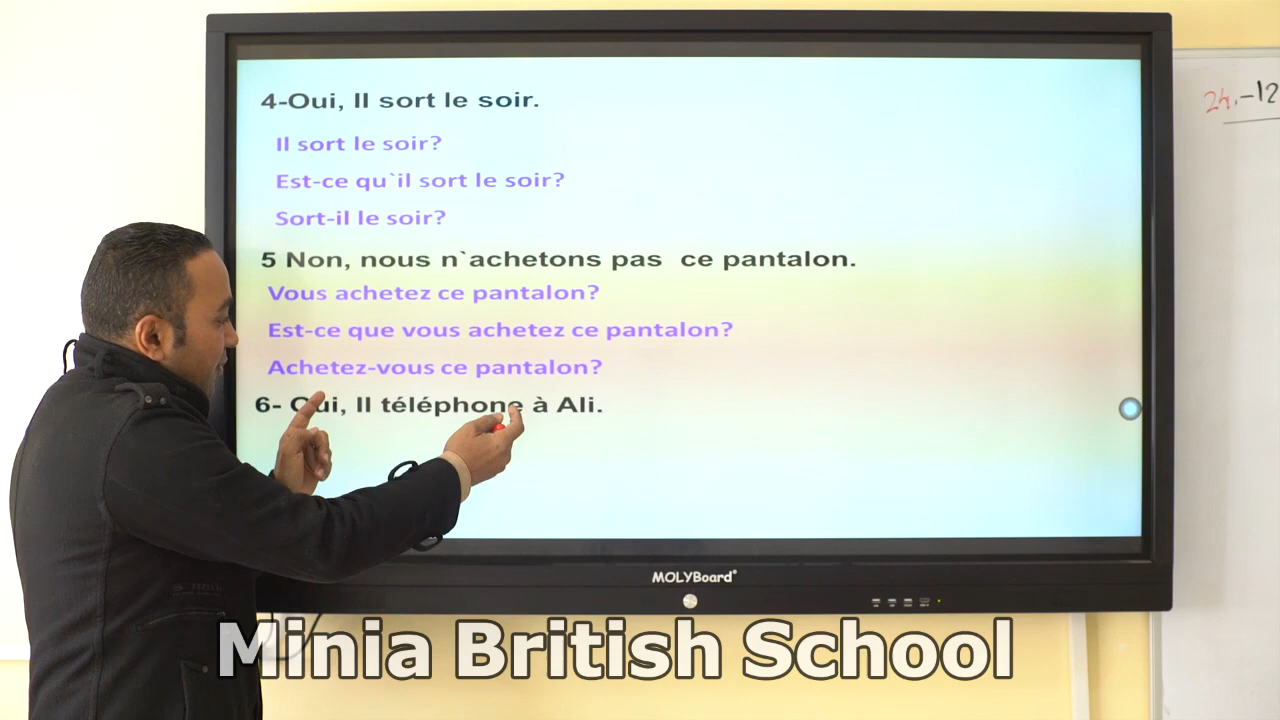 4-Oui, Il sort le soir.
Il sort le soir?
Est-ce qu`il sort le soir?
Sort-il le soir?
5 Non, nous n`achetons pas  ce pantalon.
Vous achetez ce pantalon?
Est-ce que vous achetez ce pantalon?
Achetez-vous ce pantalon?
6- Oui, Il téléphone à Ali.
24.-12
MOLYBoard®
Minia British School